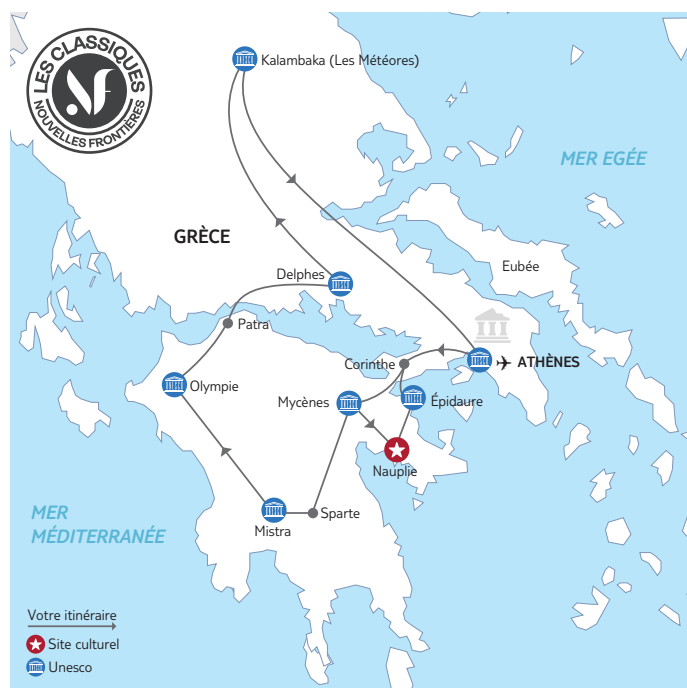 LES CLASSIQUES
NF
NOUVELLES FRONTIÈRES
Kalambaka (Les Météores)
MER EGÉE
GRÈCE
Eubée
Delphes
Patra
Corinthe
ATHÈNES
Olympie
Mycènes
Épidaure
Nauplie
MER
MÉDITERRANÉE
Sparte
Mistra
Votre itinéraire
Site culturel
Unesco